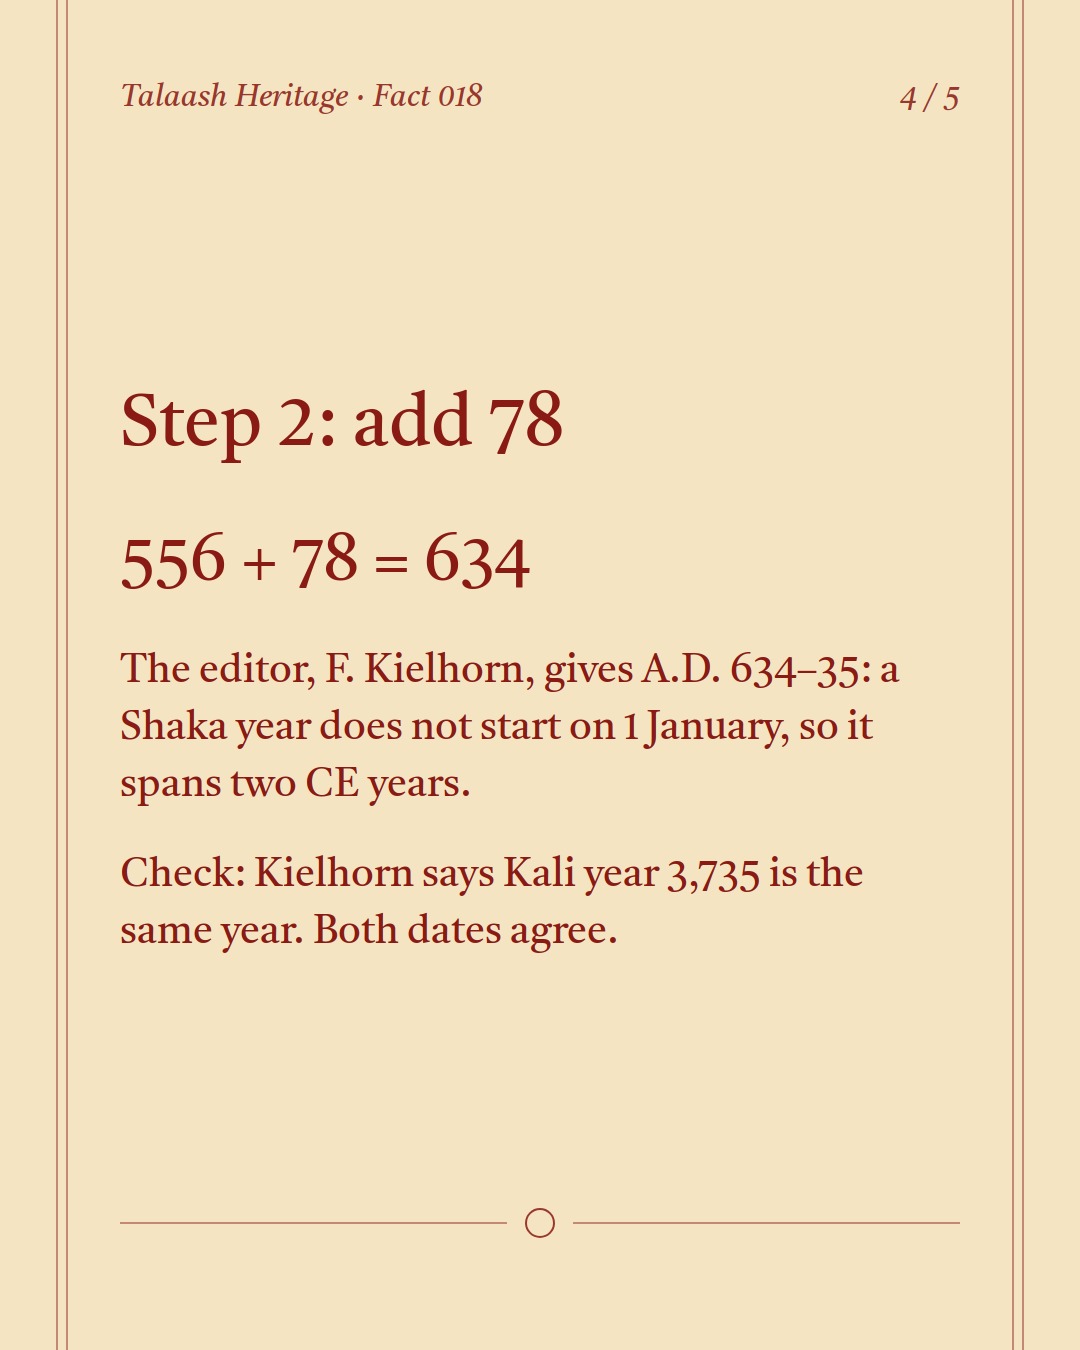 Talaash Heritage · Fact 018
4 / 5
Step 2: add 78
556 + 78 = 634
The editor, F. Kielhorn, gives A.D. 634–35: a
Shaka year does not start on 1 January, so it
spans two CE years.
Check: Kielhorn says Kali year 3,735 is the
same year. Both dates agree.